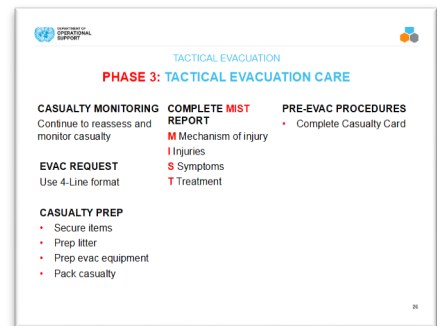 DEPARTMENT OF
OPERATIONAL
SUPPORT
TACTICAL EVACUATION
PHASE 3: TACTICAL EVACUATION CARE
CASUALTY MONITORING
Continue to reassess and
monitor casualty
EVAC REQUEST
Use 4-Line format
CASUALTY PREP
• Secure items
• Prep litter
• Prep evac equipment
• Pack casualty
COMPLETE MIST
REPORT
M Mechanism of injury
I Injuries
S Symptoms
T Treatment
PRE-EVAC PROCEDURES
• Complete Casualty Card
26